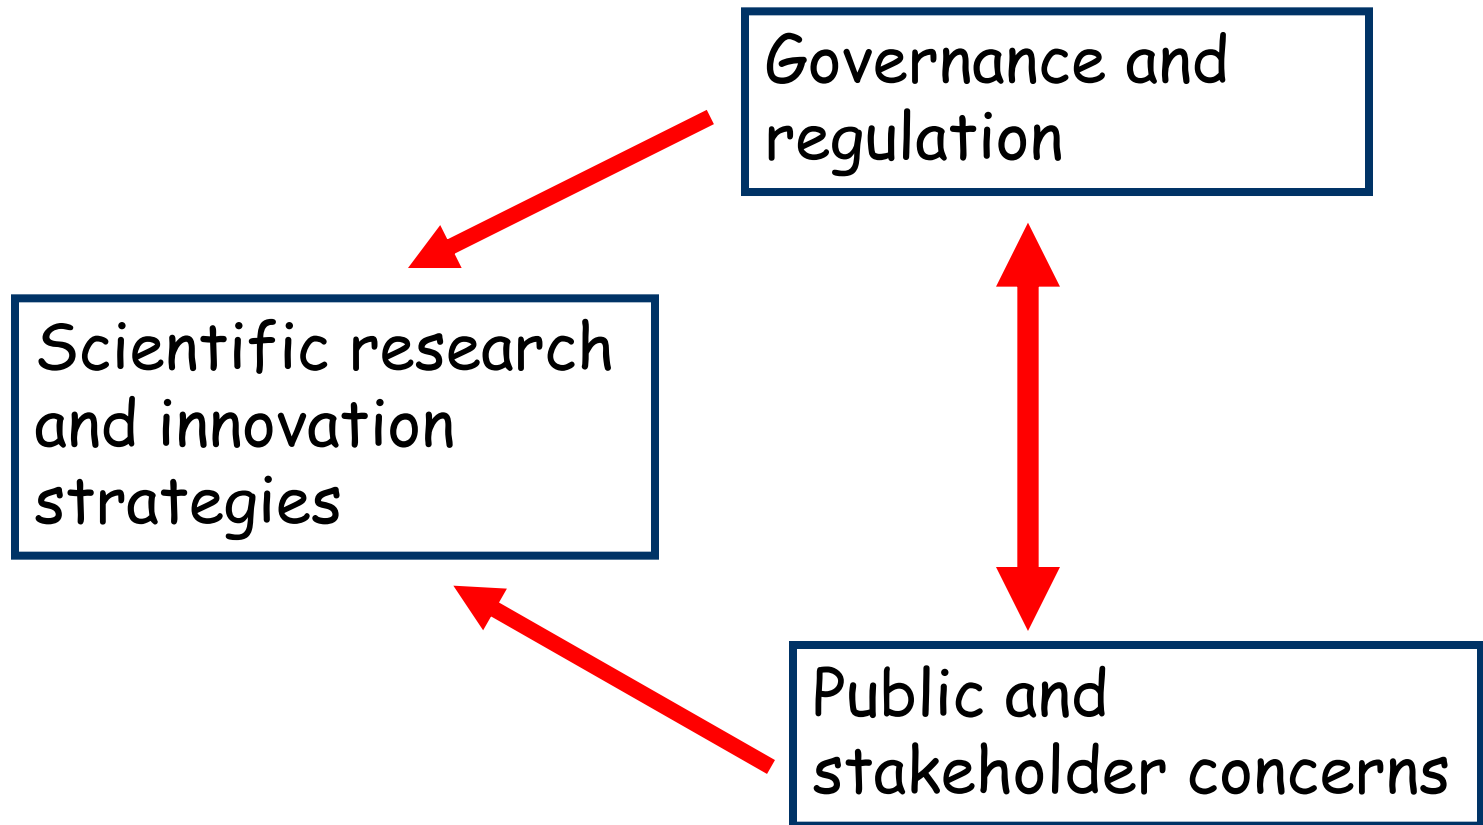 Governance and
regulation
Scientific research
and innovation
strategies
Public and
stakeholder concerns